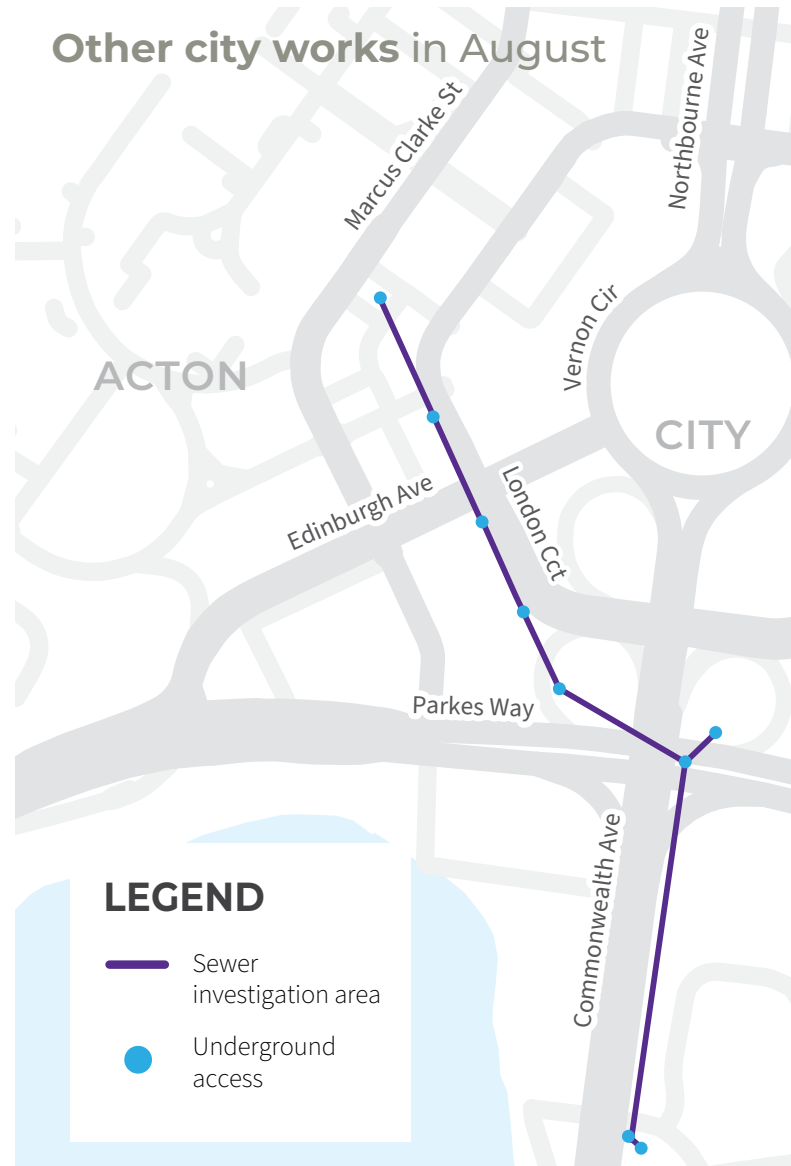 Other city works in August
Northbourne Ave
Marcus Clarke St
Vernon Cir
ACTON
CITY
Edinburgh Ave
London Cct
Parkes Way
Commonwealth Ave
LEGEND
Sewer
investigation area
Underground
access